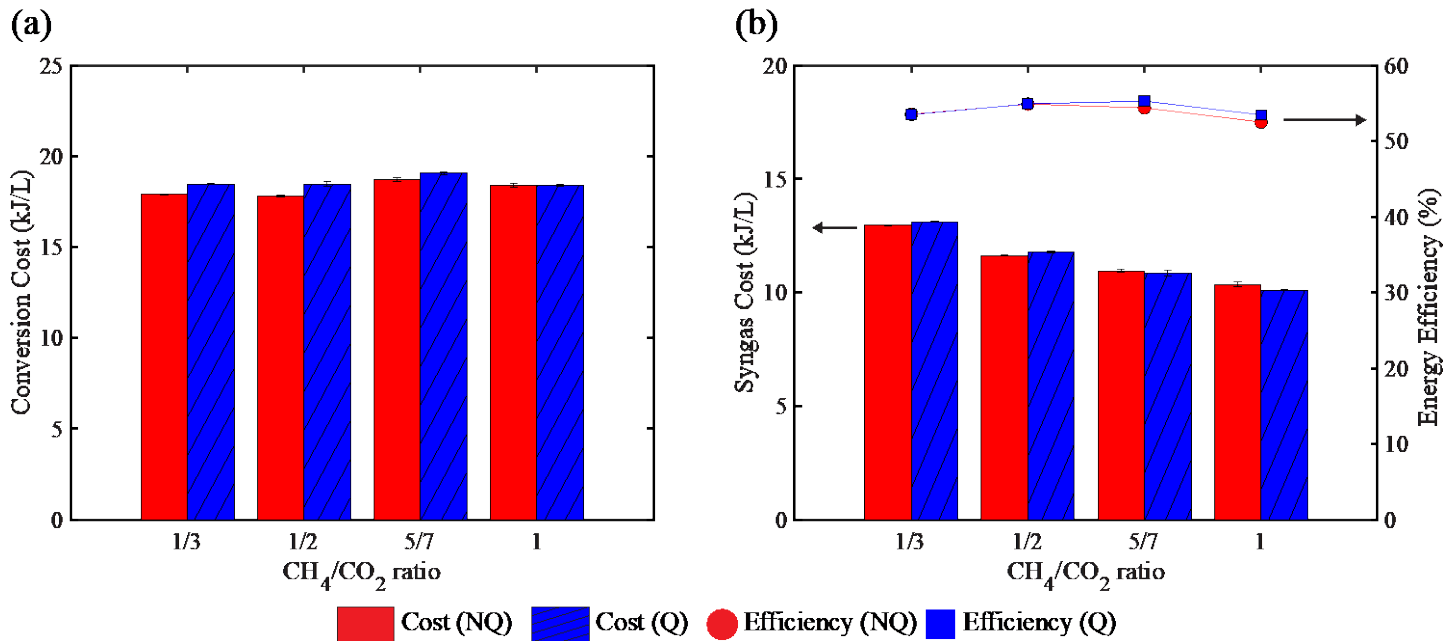 (a)
25
20
15
10
5
0
Conversion Cost (kJ/L)
1/3 1/2 5/7 1
CH4/CO2 ratio
(b)
20
15
10
5
0
Syngas Cost (kJ/L)
60
50
40
30
20
10
0
Energy Efficiency (%)
1/3 1/2 5/7 1
CH4/CO2 ratio
Cost (NQ) Cost (Q) Efficiency (NQ) Efficiency (Q)